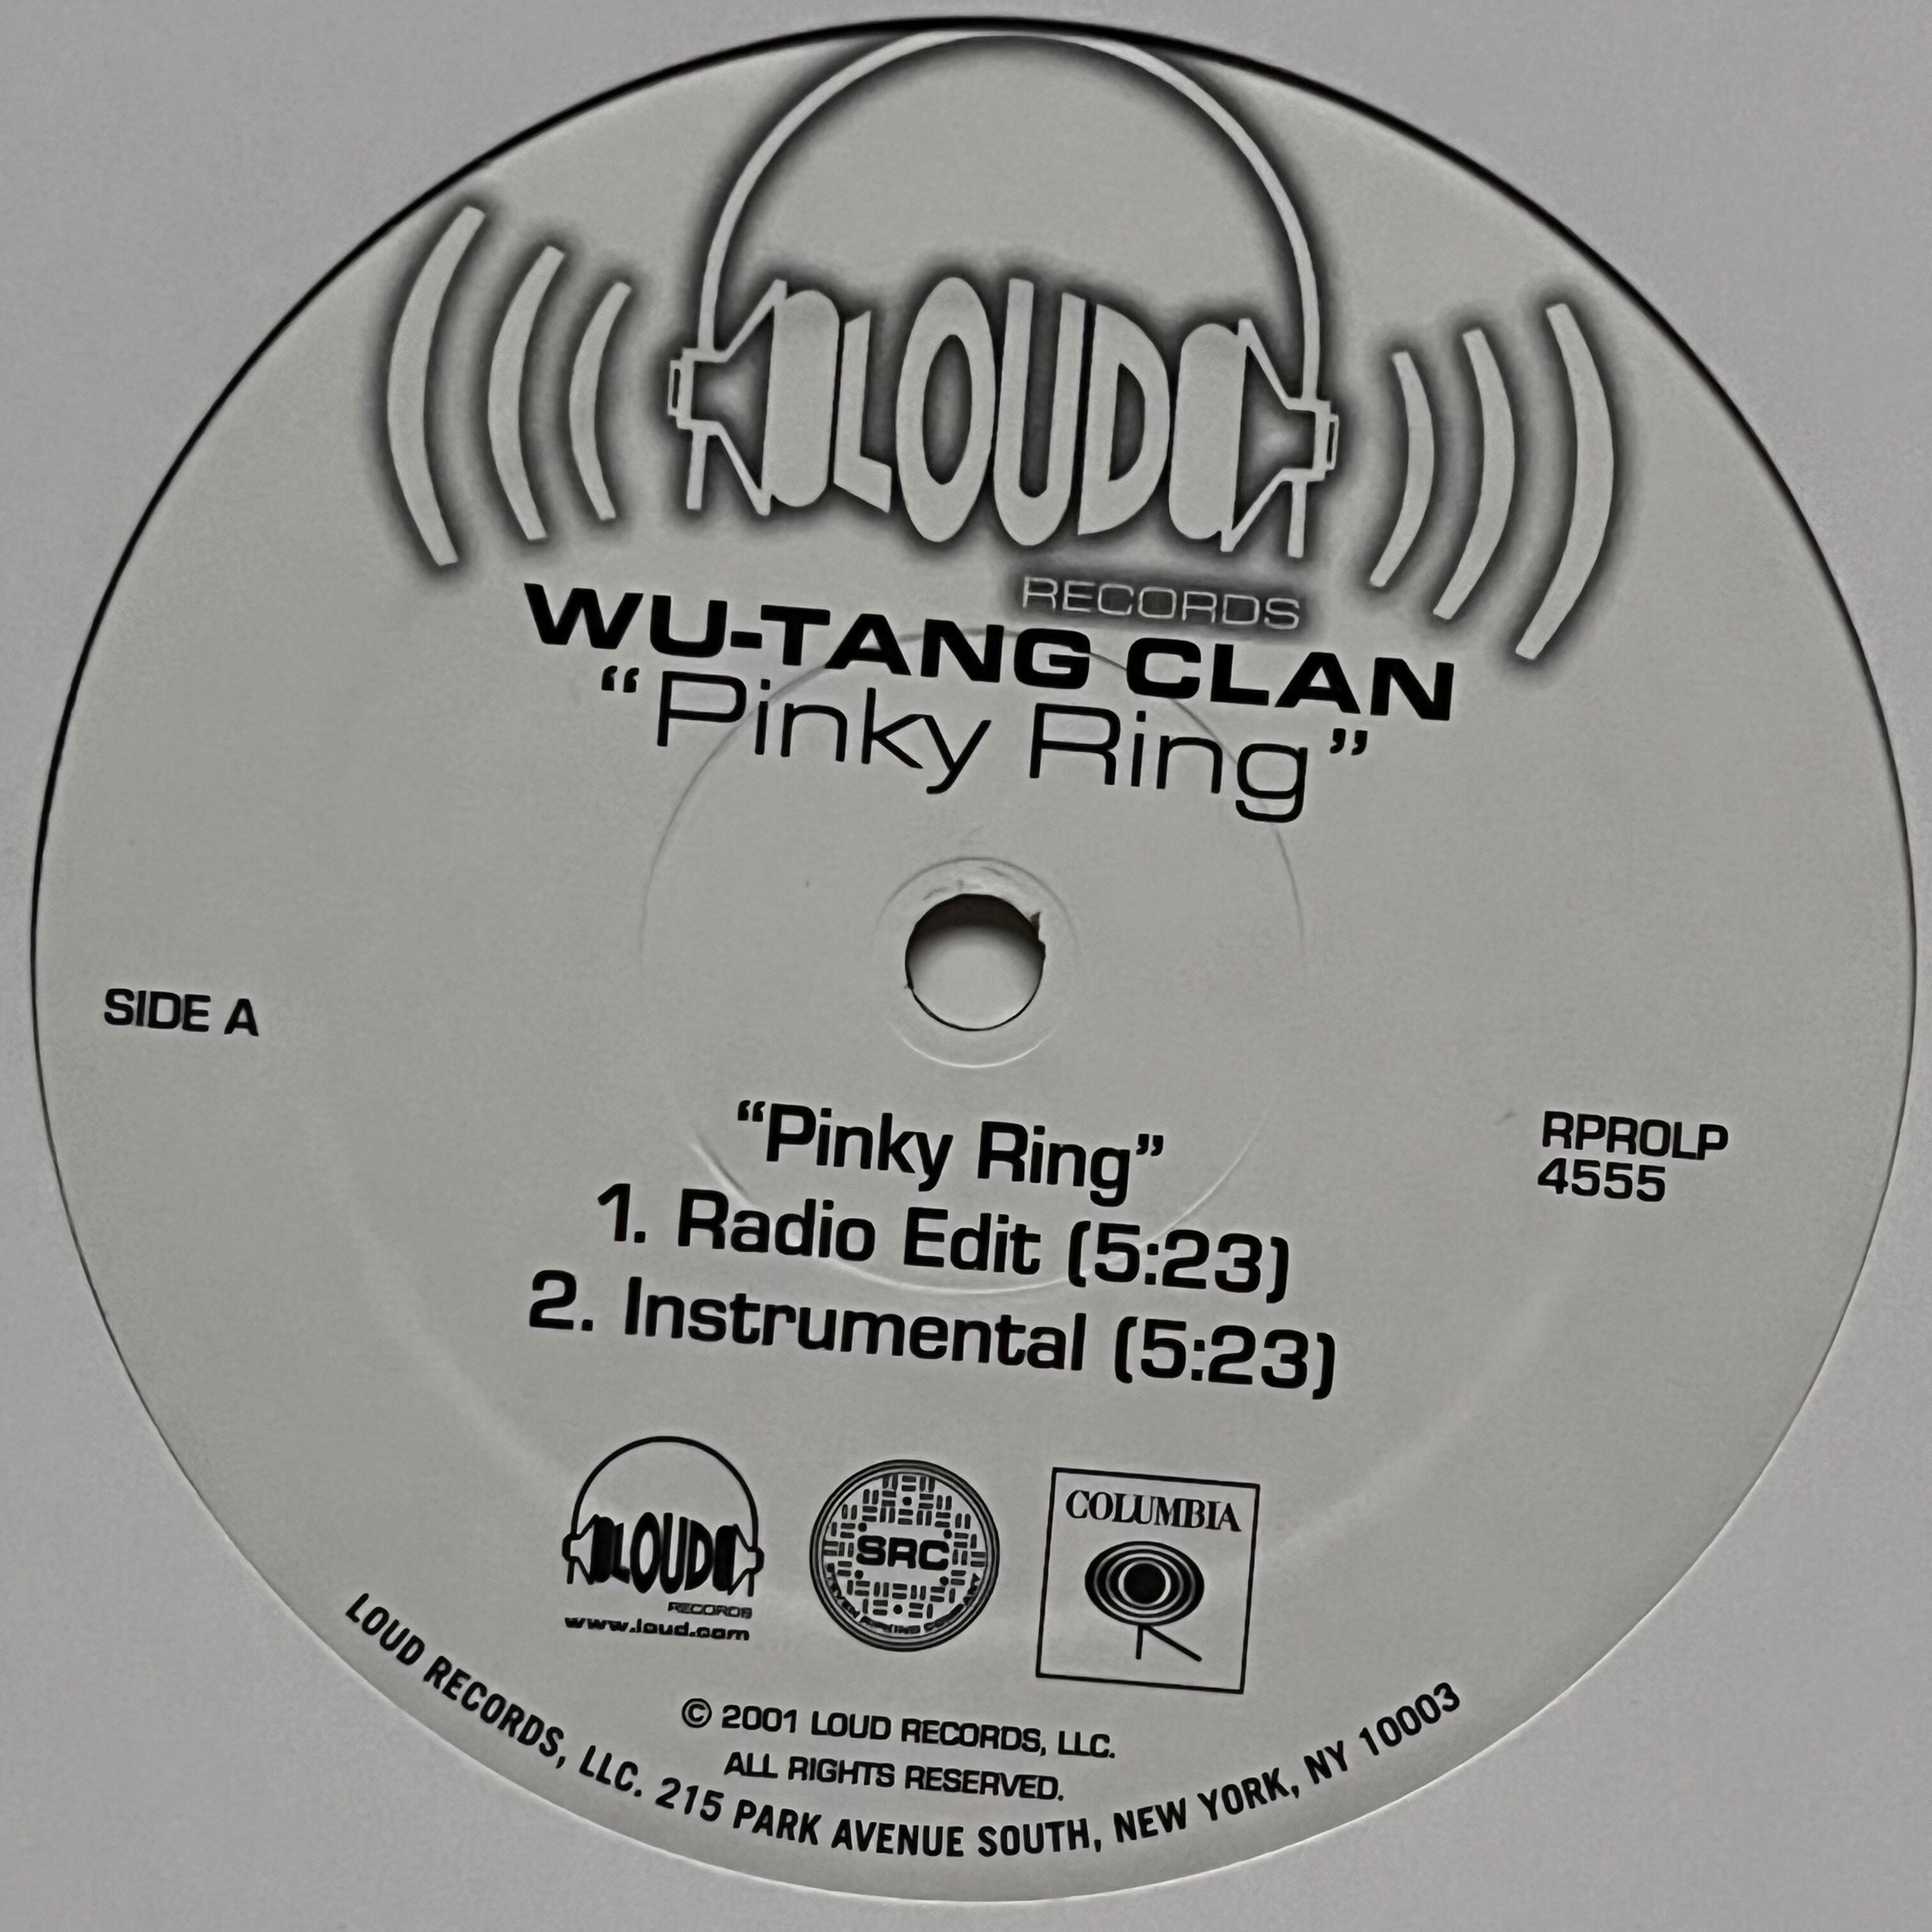 LOUD
RECORDS
WU-TANG CLAN
“Pinky Ring”
SIDE A
RPROLP
4555
“Pinky Ring”
1. Radio Edit (5:23)
2. Instrumental (5:23)
LOUD
RECORDS
www.loud.com
SRC
COLUMBIA
© 2001 LOUD RECORDS, LLC.
ALL RIGHTS RESERVED.
LOUD RECORDS, LLC. 215 PARK AVENUE SOUTH, NEW YORK, NY 10003